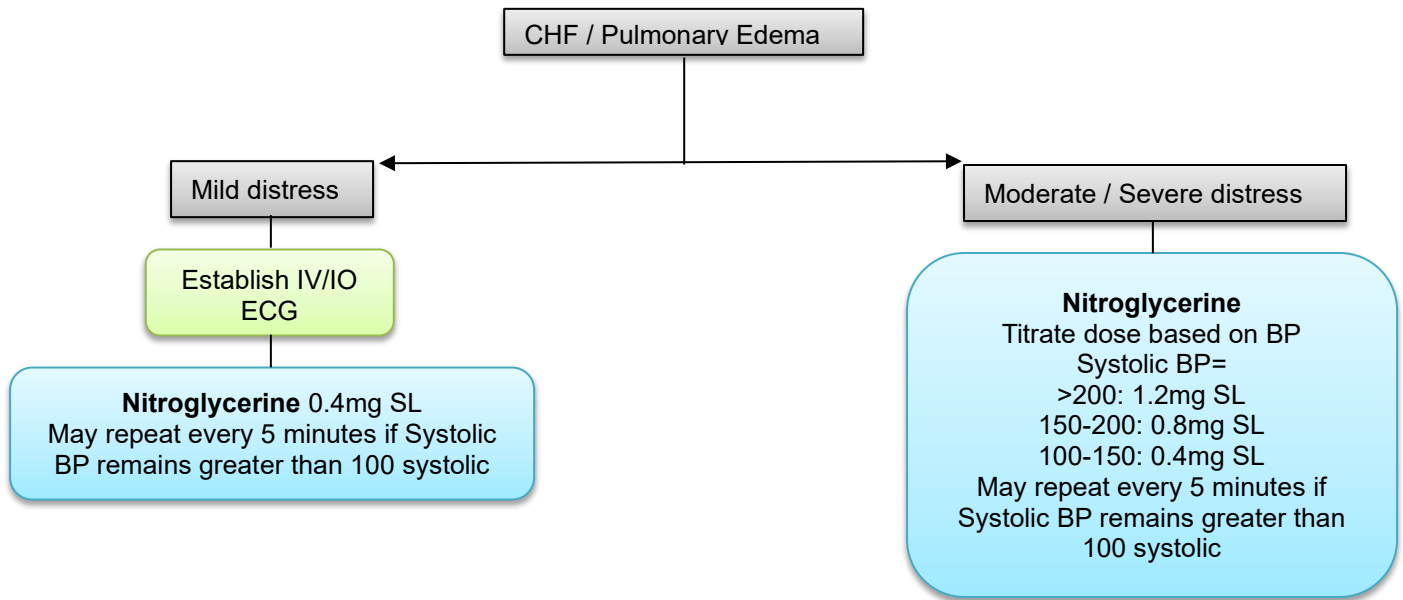 CHF / Pulmonary Edema
Mild distress
Establish IV/IO
ECG
Nitroglycerine 0.4mg SL
May repeat every 5 minutes if Systolic
BP remains greater than 100 systolic
Moderate / Severe distress
Nitroglycerine
Titrate dose based on BP
Systolic BP=
>200: 1.2mg SL
150-200: 0.8mg SL
100-150: 0.4mg SL
May repeat every 5 minutes if
Systolic BP remains greater than
100 systolic